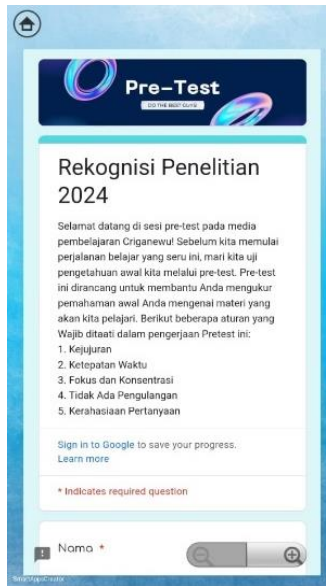 Pre-Test
DO THE BEST GUYS
Rekognisi Penelitian
2024
Selamat datang di sesi pre-test pada media
pembelajaran Criganewu! Sebelum kita memulai
perjalanan belajar yang seru ini, mari kita uji
pengetahuan awal kita melalui pre-test. Pre-test
ini dirancang untuk membantu Anda mengukur
pemahaman awal Anda mengenai materi yang
akan kita pelajari. Berikut beberapa aturan yang
Wajib ditaati dalam pengerjaan Pretest ini:
1. Kejujuran
2. Ketepatan Waktu
3. Fokus dan Konsentrasi
4. Tidak Ada Pengulangan
5. Kerahasiaan Pertanyaan
Sign in to Google to save your progress.
Learn more
* Indicates required question
Nama *
SmartAppsCreator